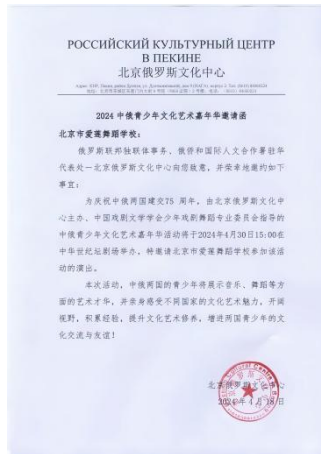 РОССИЙСКИЙ КУЛЬТУРНЫЙ ЦЕНТР
В ПЕКИНЕ
北京俄罗斯文化中心
2024 中俄青少年文化艺术嘉年华邀请函
北京市爱莲舞蹈学校：
俄罗斯联邦独联体事务、俄侨和国际人文合作署驻华
代表处—北京俄罗斯文化中心向您致意，并荣幸地邀约如下
事宜：
为庆祝中俄两国建交75 周年，由北京俄罗斯文化中
心主办、中国戏剧文学学会少年戏剧舞蹈专业委员会指导的
中俄青少年文化艺术嘉年华活动将于2024年4月30日15:00在
中华世纪坛剧场举办。特邀请北京市爱莲舞蹈学校参加该活
动的演出。
本次活动，中俄两国的青少年将展示音乐、舞蹈等方
面的艺术才华，并亲身感受不同国家的文化艺术魅力，开阔
视野，积累经验，提升文化艺术修养，增进两国青少年的文
化交流与友谊！
北京俄罗斯文化中心
2024年4月18日